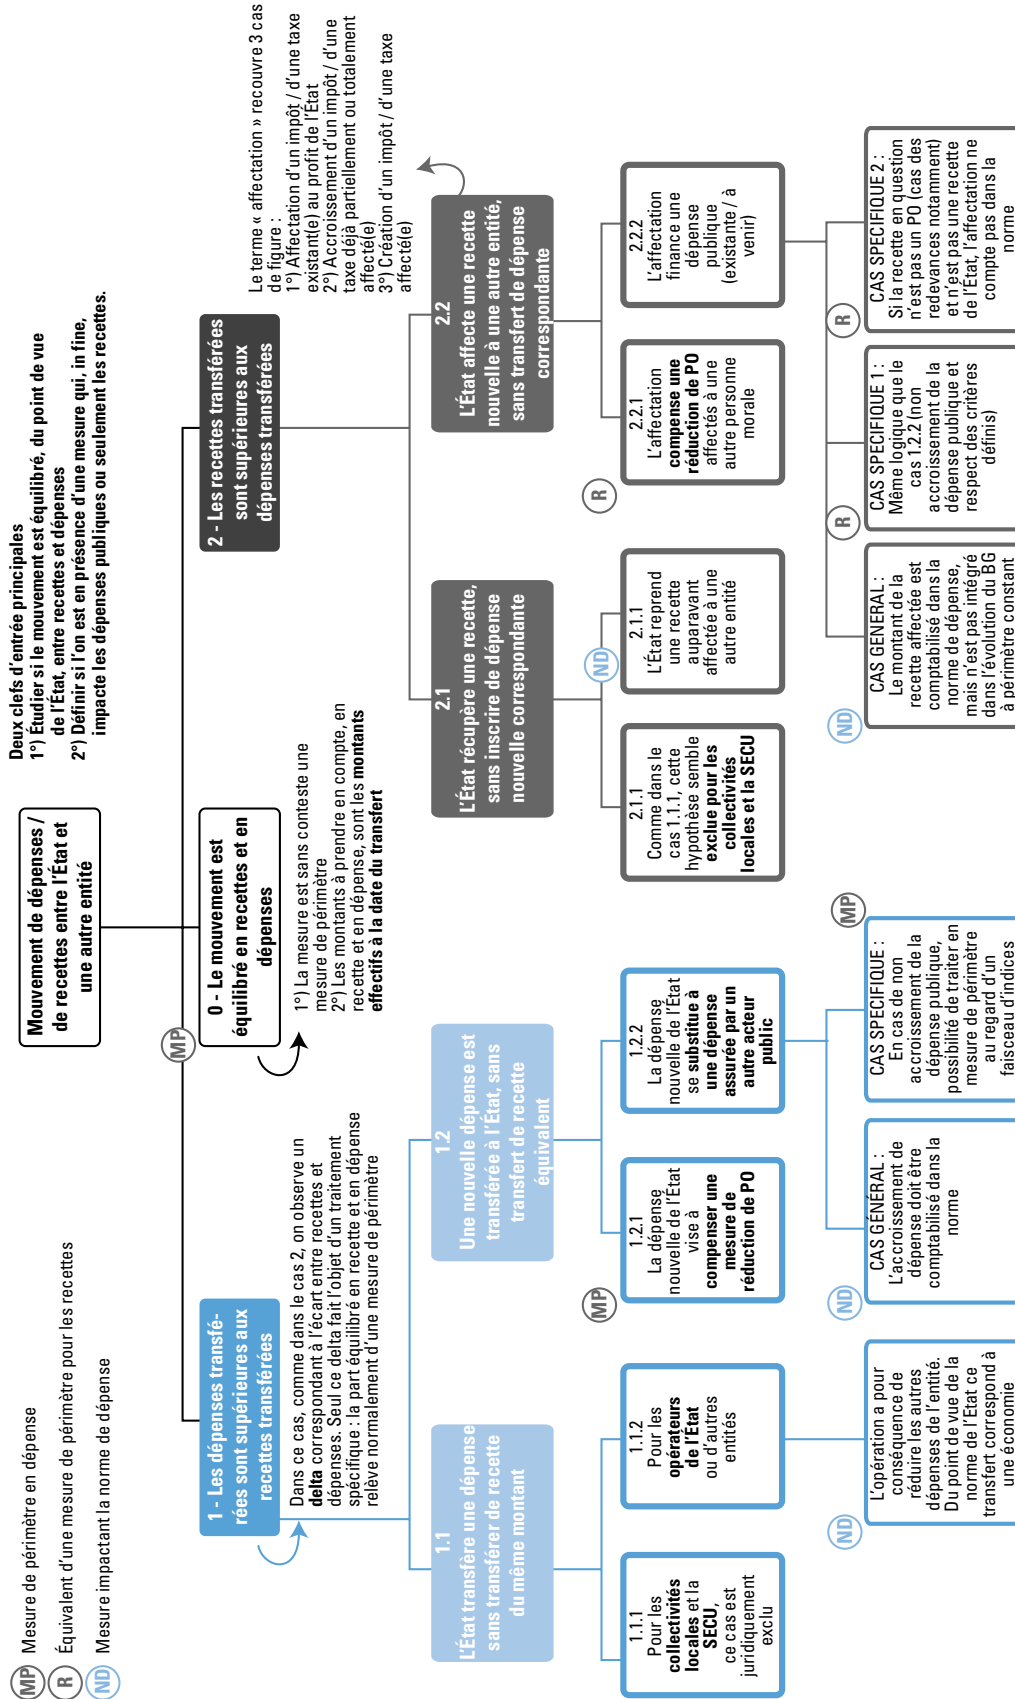 MP Mesure de périmètre en dépense
R Équivalent d'une mesure de périmètre pour les recettes
ND Mesure impactant la norme de dépense
Deux clefs d'entrée principales
1°) Étudier si le mouvement est équilibré, du point de vue
de l'État, entre recettes et dépenses
2°) Définir si l'on est en présence d'une mesure qui, in fine,
impacte les dépenses publiques ou seulement les recettes.
Mouvement de dépenses /
de recettes entre l'État et
une autre entité
MP
1 - Les dépenses transfé-
rées sont supérieures aux
recettes transférées
0 - Le mouvement est
équilibré en recettes et en
dépenses
2 - Les recettes transférées
sont supérieures aux
dépenses transférées
Dans ce cas, comme dans le cas 2, on observe un
delta correspondant à l'écart entre recettes et
dépenses. Seul ce delta fait l'objet d'un traitement
spécifique : la part équilibré en recette et en dépense
relève normalement d'une mesure de périmètre
1°) La mesure est sans conteste une
mesure de périmètre
2°) Les montants à prendre en compte, en
recette et en dépense, sont les montants
effectifs à la date du transfert
Le terme « affectation » recouvre 3 cas
de figure :
1°) Affectation d'un impôt / d'une taxe
existant(e) au profit de l'État
2°) Accroissement d'un impôt / d'une
taxe déjà partiellement ou totalement
affecté(e)
3°) Création d'un impôt / d'une taxe
affecté(e)
1.1
L'État transfère une dépense
sans transférer de recette
du même montant
1.2
Une nouvelle dépense est
transférée à l'État, sans
transfert de recette
équivalent
2.1
L'État récupère une recette,
sans inscrire de dépense
nouvelle correspondante
2.2
L'État affecte une recette
nouvelle à une autre entité,
sans transfert de dépense
correspondante
1.1.1
Pour les
collectivités
locales et la
SECU,
ce cas est
juridiquement
exclu
1.1.2
Pour les
opérateurs
de l'État
ou d'autres
entités
MP
1.2.1
La dépense
nouvelle de l'État
vise à
compenser une
mesure de
réduction de PO
1.2.2
La dépense
nouvelle de l'État
se substitue à
une dépense
assurée par un
autre acteur
public
2.1.1
Comme dans le
cas 1.1.1, cette
hypothèse semble
exclue pour les
collectivités
locales et la SECU
ND
2.1.1
L'État reprend
une recette
auparavant
affectée à une
autre entité
R
2.2.1
L'affectation
compense une
réduction de PO
affectés à une
autre personne
morale
2.2.2
L'affectation
finance une
dépense
publique
(existante / à
venir)
ND
L'opération a pour
conséquence de
réduire les autres
dépenses de l'entité.
Du point de vue de la
norme de l'Etat ce
transfert correspond à
une économie
ND
CAS GÉNÉRAL :
L'accroissement de
dépense doit être
comptabilisé dans la
norme
MP
CAS SPECIFIQUE :
En cas de non
accroissement de la
dépense publique,
possibilité de traiter en
mesure de périmètre
au regard d'un
faisceau d'indices
ND
CAS GENERAL :
Le montant de la
recette affectée est
comptabilisé dans la
norme de dépense,
mais n'est pas intégré
dans l'évolution du BG
à périmètre constant
R
CAS SPECIFIQUE 1 :
Même logique que le
cas 1.2.2 (non
accroissement de la
dépense publique et
respect des critères
définis)
R
CAS SPECIFIQUE 2 :
Si la recette en question
n'est pas un PO (cas des
redevances notamment)
et n'est pas une recette
de l'État, l'affectation ne
compte pas dans la
norme